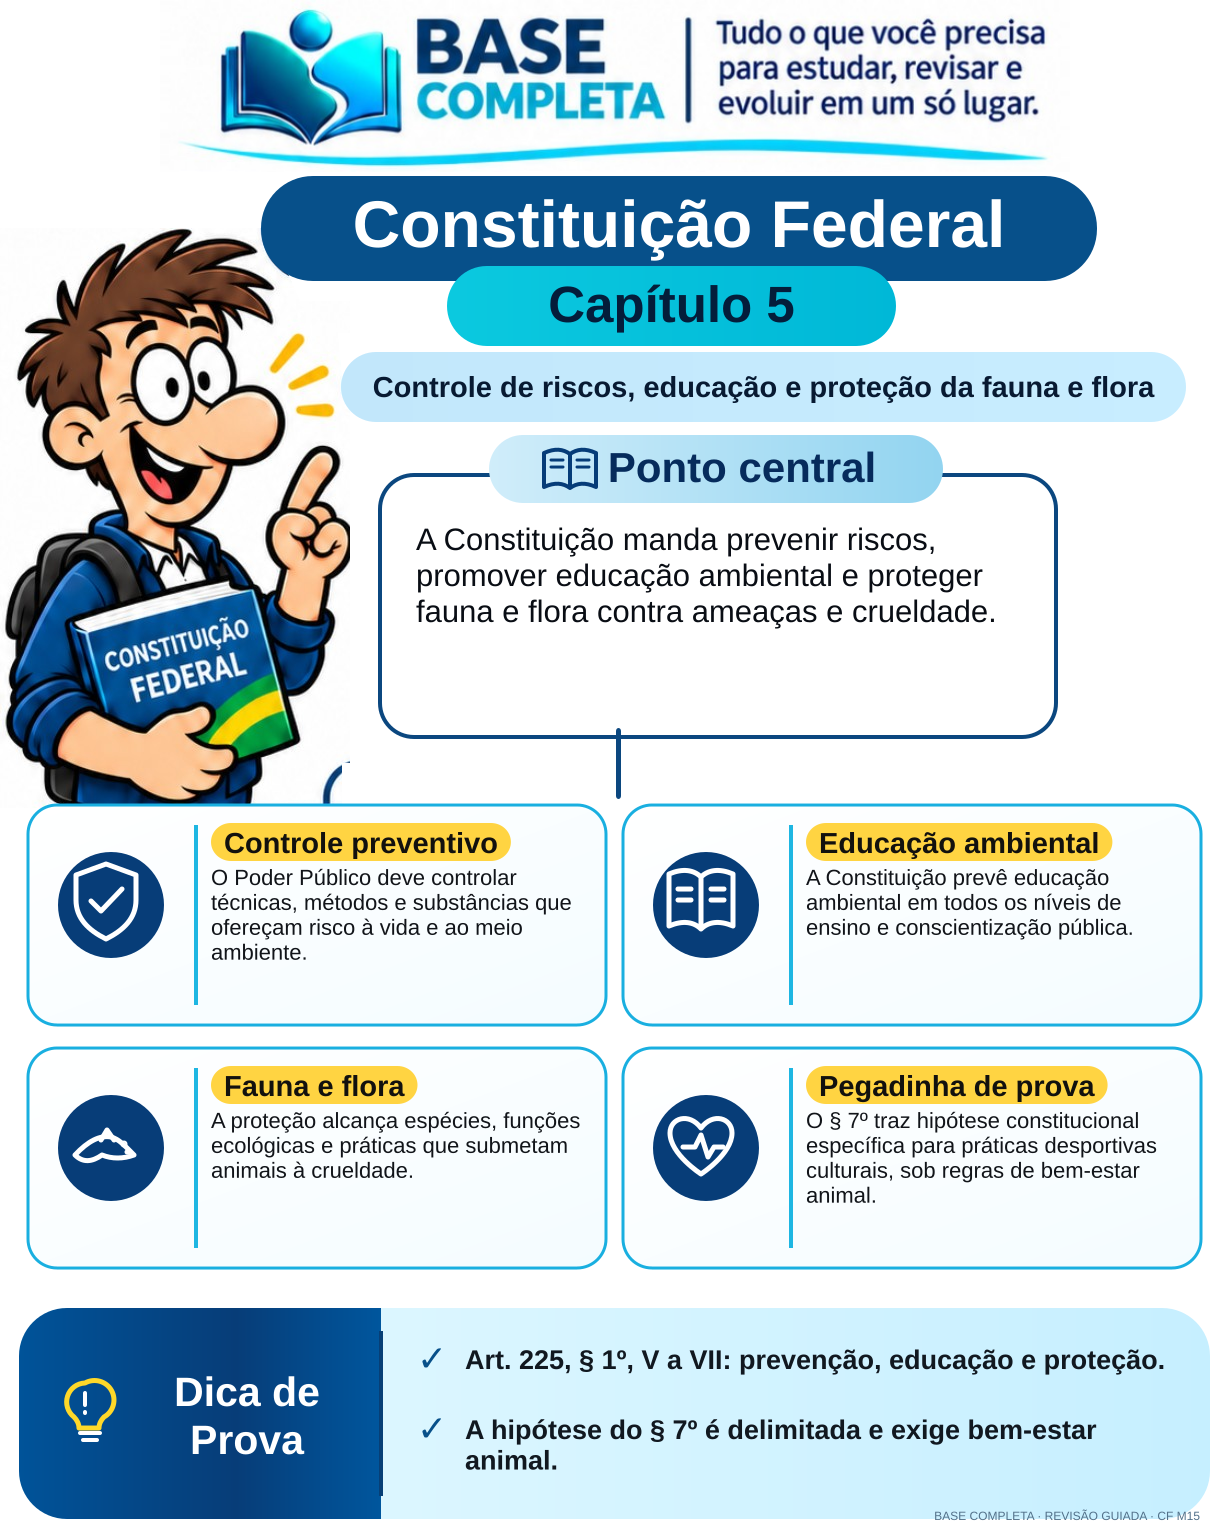 BASE
COMPLETA
Tudo o que você precisa
para estudar, revisar e
evoluir em um só lugar.
Constituição Federal
Capítulo 5
Controle de riscos, educação e proteção da fauna e flora
Ponto central
A Constituição manda prevenir riscos,
promover educação ambiental e proteger
fauna e flora contra ameaças e crueldade.
CONSTITUIÇÃO
FEDERAL
Controle preventivo
O Poder Público deve controlar
técnicas, métodos e substâncias que
ofereçam risco à vida e ao meio
ambiente.
Educação ambiental
A Constituição prevê educação
ambiental em todos os níveis de
ensino e conscientização pública.
Fauna e flora
A proteção alcança espécies, funções
ecológicas e práticas que submetam
animais à crueldade.
Pegadinha de prova
O § 7º traz hipótese constitucional
específica para práticas desportivas
culturais, sob regras de bem-estar
animal.
Dica de
Prova
✓ Art. 225, § 1º, V a VII: prevenção, educação e proteção.
✓ A hipótese do § 7º é delimitada e exige bem-estar
animal.
BASE COMPLETA · REVISÃO GUIADA · CF M15